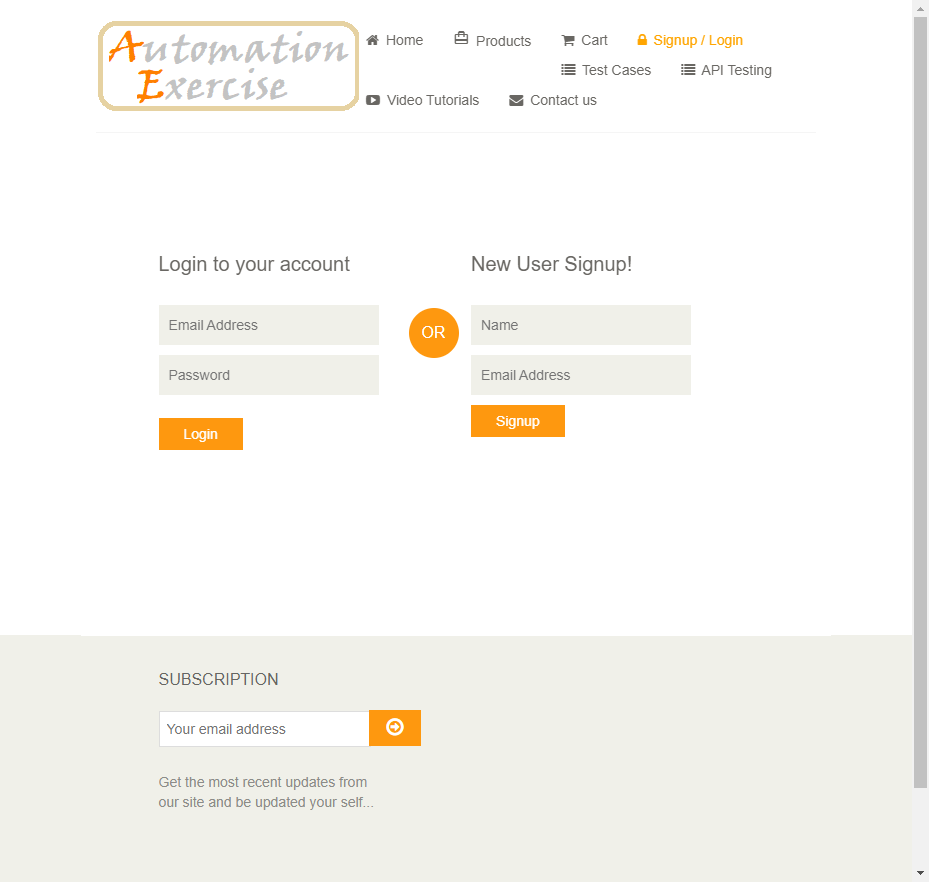 Automation
Exercise
Home Products Cart Signup / Login
Test Cases API Testing
Video Tutorials Contact us
Login to your account
Email Address
Password
Login
OR
New User Signup!
Name
Email Address
Signup
SUBSCRIPTION
Your email address
Get the most recent updates from
our site and be updated your self...